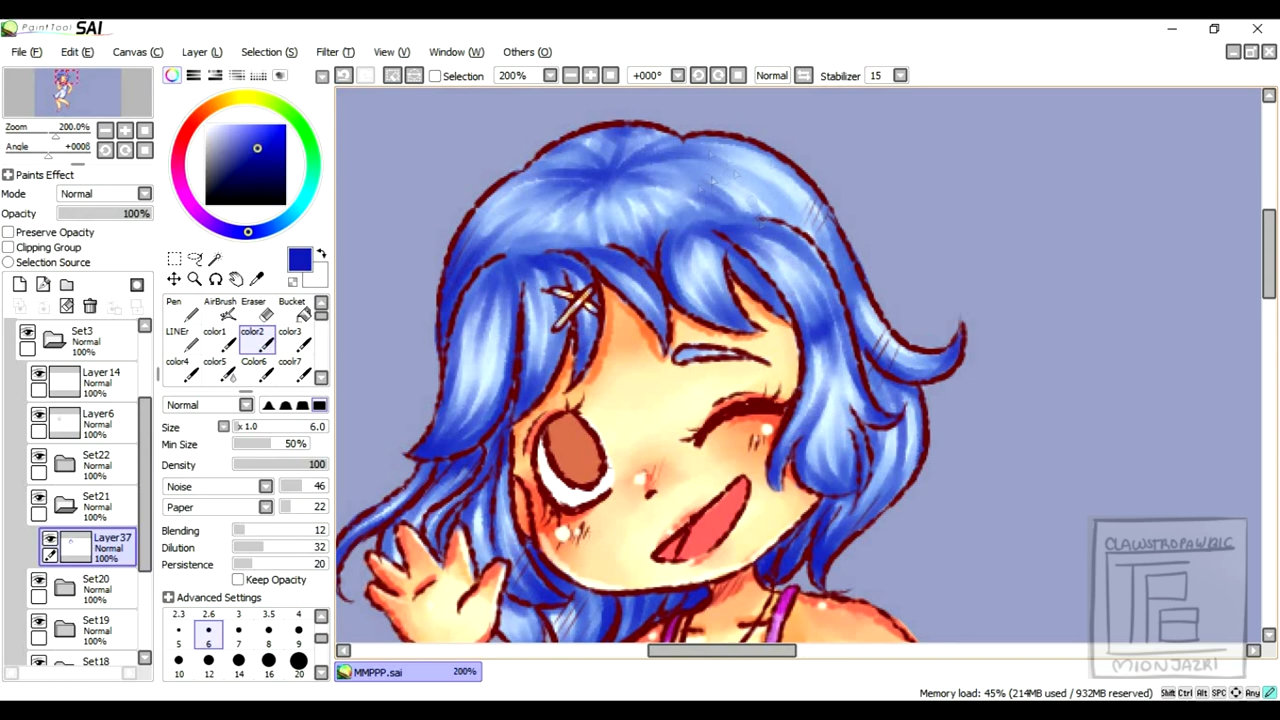 PaintTool SAI
File (F) Edit (E) Canvas (C) Layer (L) Selection (S) Filter (T) View (V) Window (W) Others (O)
Selection 200% +000° Normal Stabilizer 15
Zoom 200.0%
Angle +000θ
Paints Effect
Mode Normal
Opacity 100%
Preserve Opacity
Clipping Group
Selection Source
Set3
Normal
100%
Layer14
Normal
100%
Layer6
Normal
100%
Set22
Normal
100%
Set21
Normal
100%
Layer37
Normal
100%
Set20
Normal
100%
Set19
Normal
100%
Set18
Normal
Pen AirBrush Eraser Bucket
LINEr color1 color2 color3
color4 color5 Color6 coolr7
Normal
Size x 1.0 6.0
Min Size 50%
Density 100
Noise 46
Paper 22
Blending 12
Dilution 32
Persistence 20
Keep Opacity
Advanced Settings
2.3 2.6 3 3.5 4
5 6 7 8 9
10 12 14 16 20
MMPPP.sai 200%
CLAWSTROPAWBIC
MIONJAZRI
Memory load: 45% (214MB used / 932MB reserved) Shift Ctrl Alt SPC Any